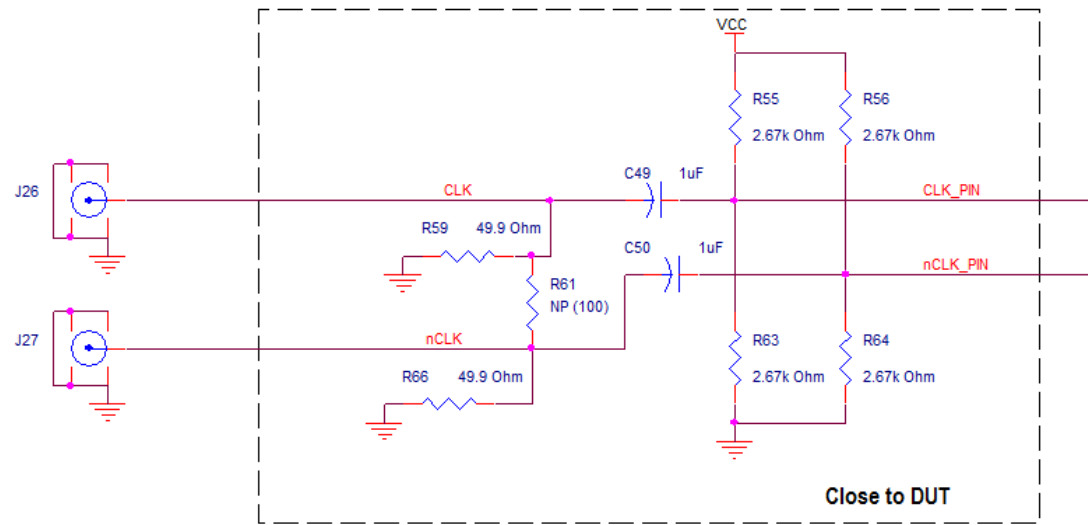 VCC
R55
R56
2.67k Ohm
2.67k Ohm
J26
CLK
C49
1uF
CLK_PIN
R59
49.9 Ohm
C50
1uF
nCLK_PIN
R61
NP (100)
J27
nCLK
R63
R64
2.67k Ohm
2.67k Ohm
R66
49.9 Ohm
Close to DUT